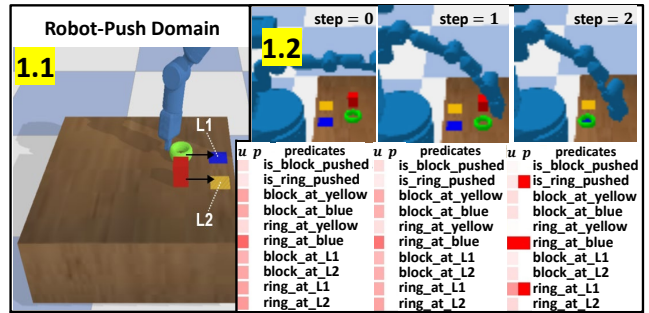 Robot-Push Domain
1.1
L1
L2
1.2
step = 0
step = 1
step = 2
u p predicates
is_block_pushed
is_ring_pushed
block_at_yellow
block_at_blue
ring_at_yellow
ring_at_blue
block_at_L1
block_at_L2
ring_at_L1
ring_at_L2
u p predicates
is_block_pushed
is_ring_pushed
block_at_yellow
block_at_blue
ring_at_yellow
ring_at_blue
block_at_L1
block_at_L2
ring_at_L1
ring_at_L2
u p predicates
is_block_pushed
is_ring_pushed
block_at_yellow
block_at_blue
ring_at_yellow
ring_at_blue
block_at_L1
block_at_L2
ring_at_L1
ring_at_L2